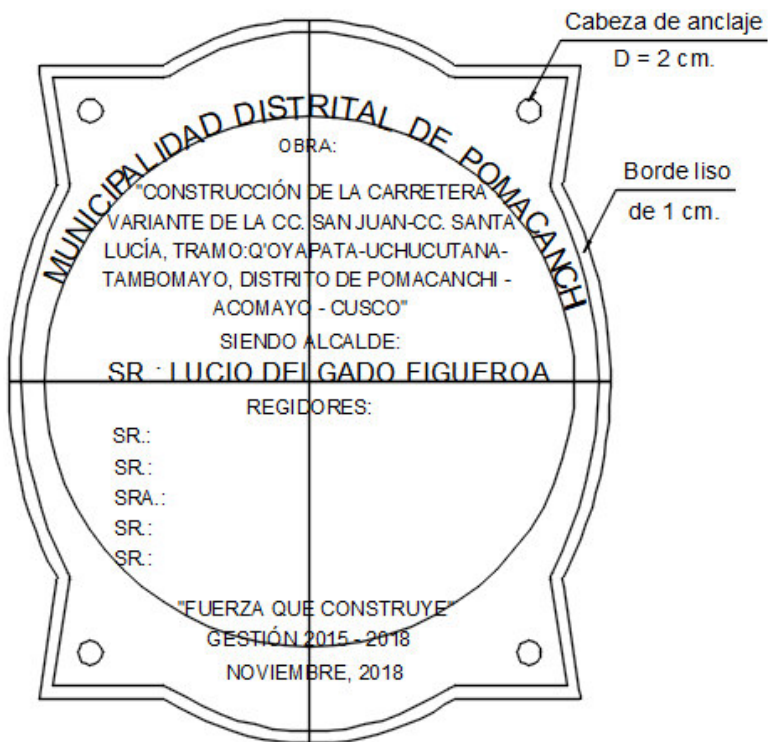 Cabeza de anclaje
D = 2 cm.
MUNICIPALIDAD DISTRITAL DE POMACANCH
OBRA:
"CONSTRUCCIÓN DE LA CARRETERA
VARIANTE DE LA CC. SAN JUAN-CC. SANTA
LUCÍA, TRAMO:Q'OYAPATA-UCHUCUTANA-
TAMBOMAYO, DISTRITO DE POMACANCHI -
ACOMAYO - CUSCO"
SIENDO ALCALDE:
SR.: LUCIO DELGADO FIGUEROA
REGIDORES:
SR.:
SR.:
SRA.:
SR.:
SR.:
"FUERZA QUE CONSTRUYE"
GESTIÓN 2015 - 2018
NOVIEMBRE, 2018
Borde liso
de 1 cm.